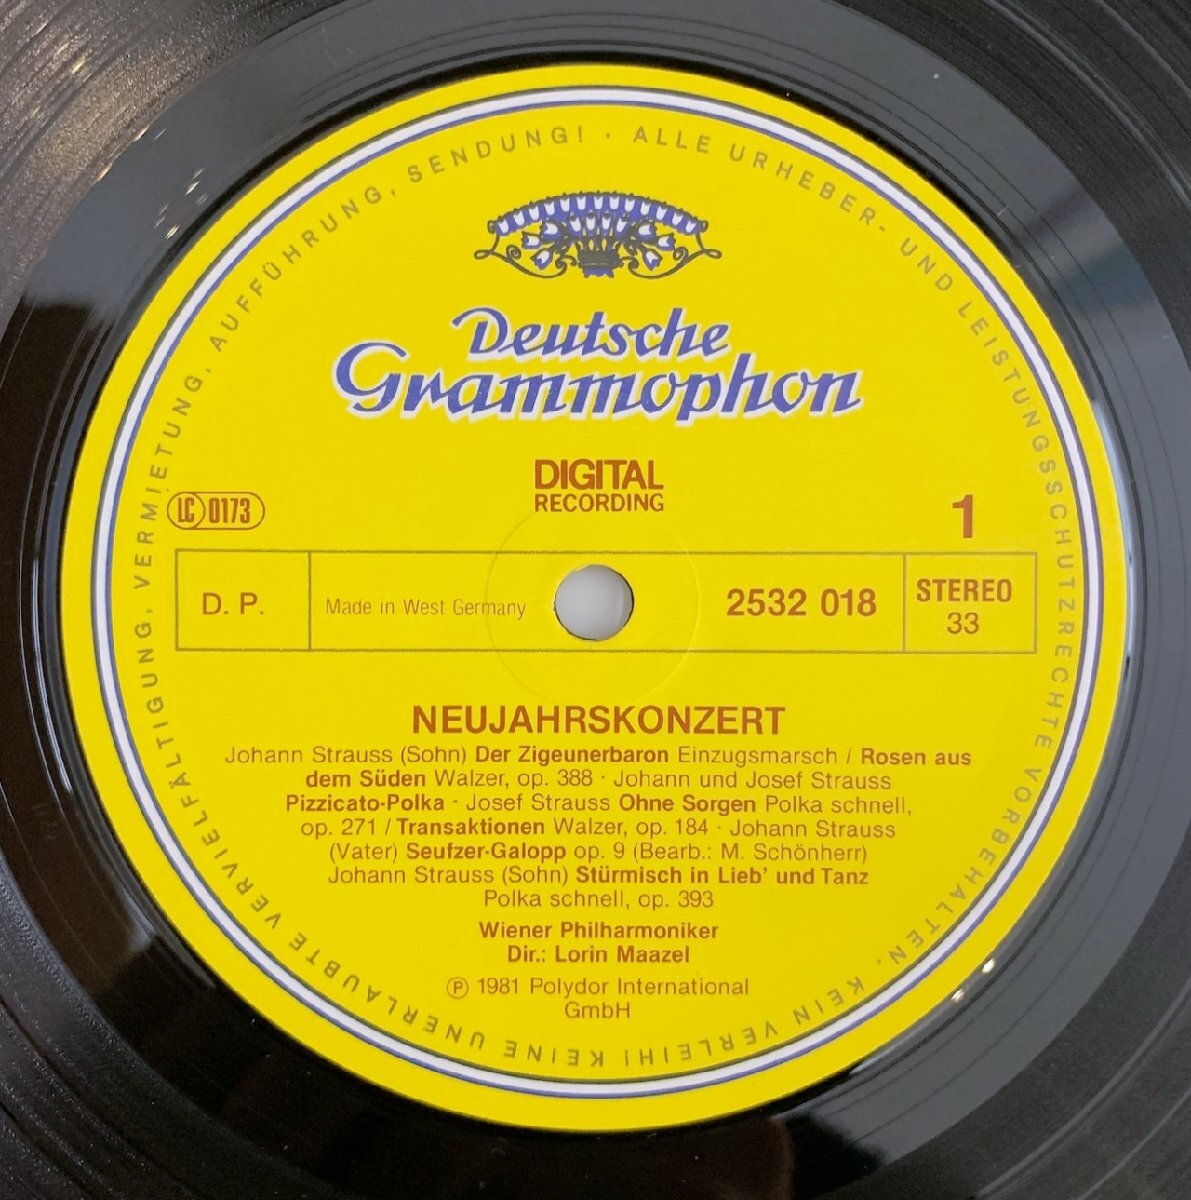 ALLE URHEBER- UND LEISTUNGSSCHUTZRECHTE VORBEHALTEN · KEIN VERLEIH! KEINE UNERLAUBTE VERVIELFÄLTIGUNG, VERMIETUNG, AUFFÜHRUNG, SENDUNG! ·
Deutsche
Grammophon
DIGITAL
RECORDING
LC 0173
1
D. P.
Made in West Germany
2532 018
STEREO
33
NEUJAHRSKONZERT
Johann Strauss (Sohn) Der Zigeunerbaron Einzugsmarsch / Rosen aus
dem Süden Walzer, op. 388 · Johann und Josef Strauss
Pizzicato-Polka · Josef Strauss Ohne Sorgen Polka schnell,
op. 271 / Transaktionen Walzer, op. 184 · Johann Strauss
(Vater) Seufzer-Galopp op. 9 (Bearb.: M. Schönherr)
Johann Strauss (Sohn) Stürmisch in Lieb' und Tanz
Polka schnell, op. 393
Wiener Philharmoniker
Dir.: Lorin Maazel
℗ 1981 Polydor International
GmbH